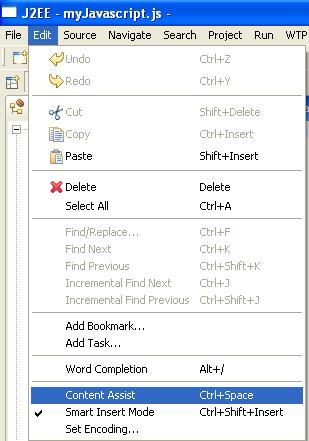 J2EE - myJavascript.js -
File Edit Source Navigate Search Project Run WTP
Undo Ctrl+Z
Redo Ctrl+Y
Cut Shift+Delete
Copy Ctrl+Insert
Paste Shift+Insert
Delete Delete
Select All Ctrl+A
Find/Replace... Ctrl+F
Find Next Ctrl+K
Find Previous Ctrl+Shift+K
Incremental Find Next Ctrl+J
Incremental Find Previous Ctrl+Shift+J
Add Bookmark...
Add Task...
Word Completion Alt+/
Content Assist Ctrl+Space
Smart Insert Mode Ctrl+Shift+Insert
Set Encoding...